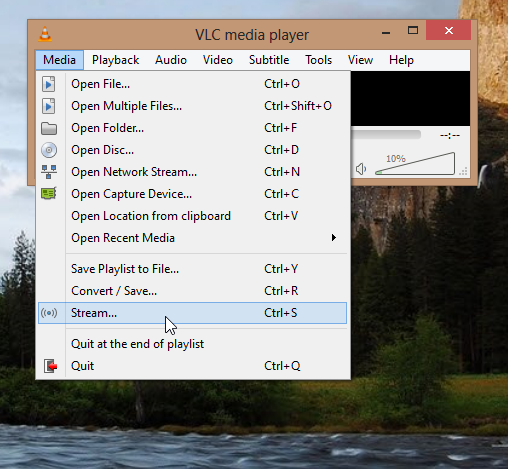 VLC media player
Media Playback Audio Video Subtitle Tools View Help
Open File... Ctrl+O
Open Multiple Files... Ctrl+Shift+O
Open Folder... Ctrl+F
Open Disc... Ctrl+D
--:--
Open Network Stream... Ctrl+N
10%
Open Capture Device... Ctrl+C
Open Location from clipboard Ctrl+V
Open Recent Media
Save Playlist to File... Ctrl+Y
Convert / Save... Ctrl+R
Stream... Ctrl+S
Quit at the end of playlist
Quit Ctrl+Q